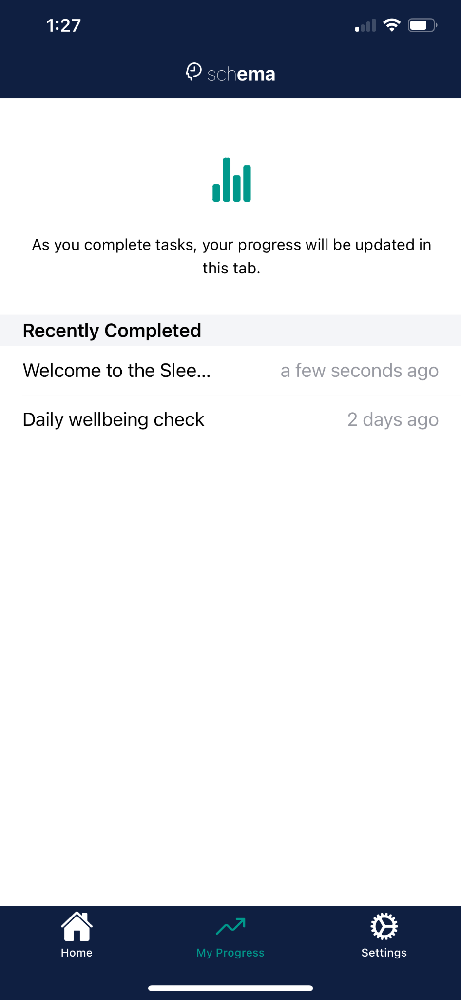 1:27
schema
As you complete tasks, your progress will be updated in
this tab.
Recently Completed
Welcome to the Slee... a few seconds ago
Daily wellbeing check 2 days ago
Home My Progress Settings